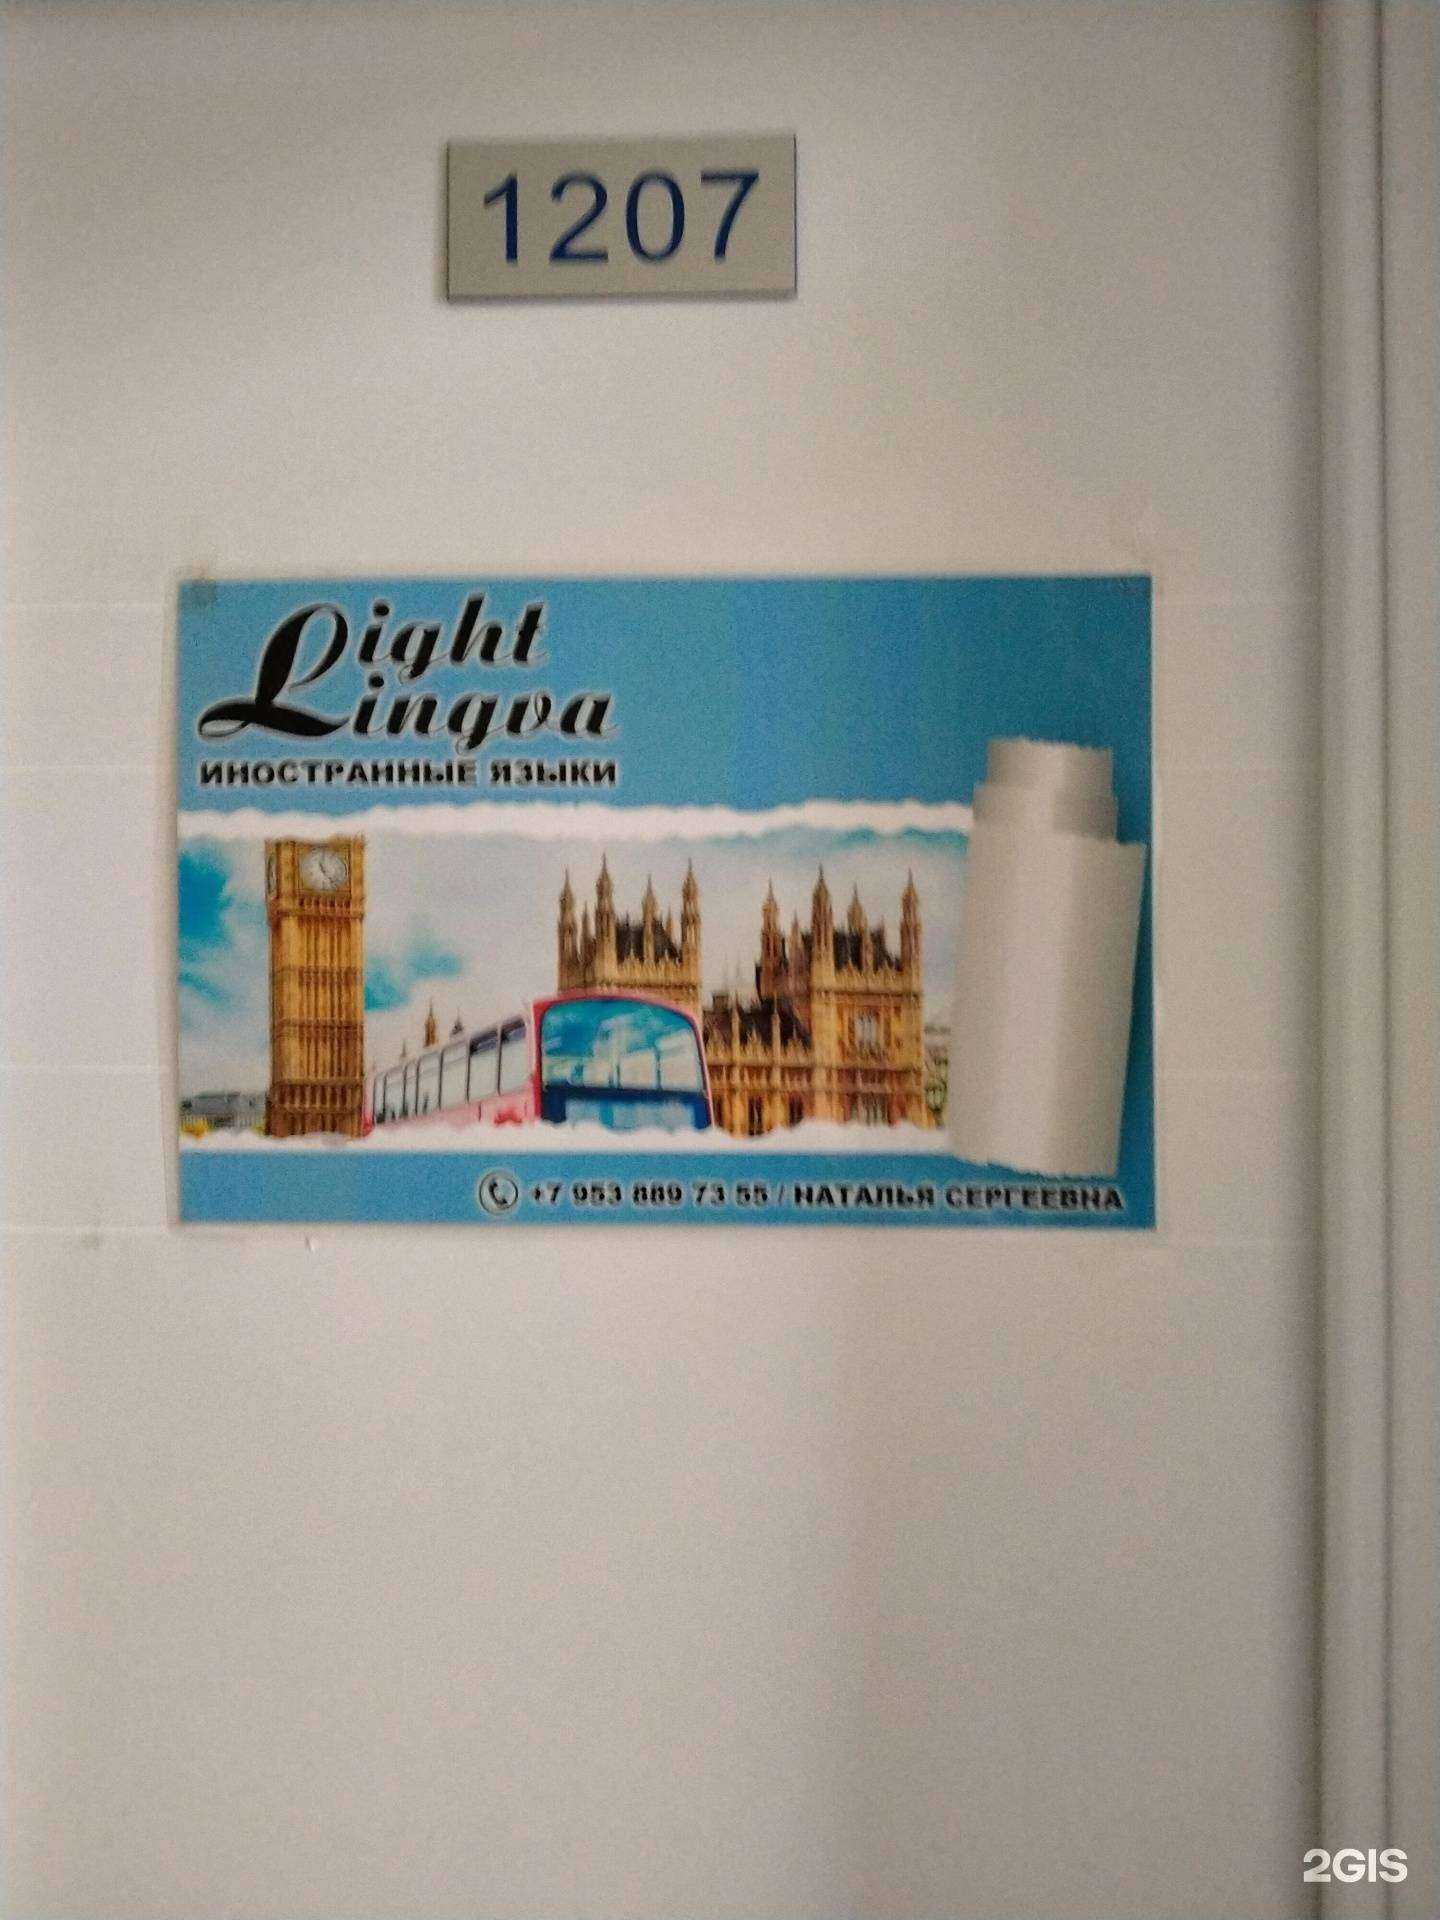 1207
Light
Lingva
ИНОСТРАННЫЕ ЯЗЫКИ
+7 953 889 73 55 / НАТАЛЬЯ СЕРГЕЕВНА
2GIS